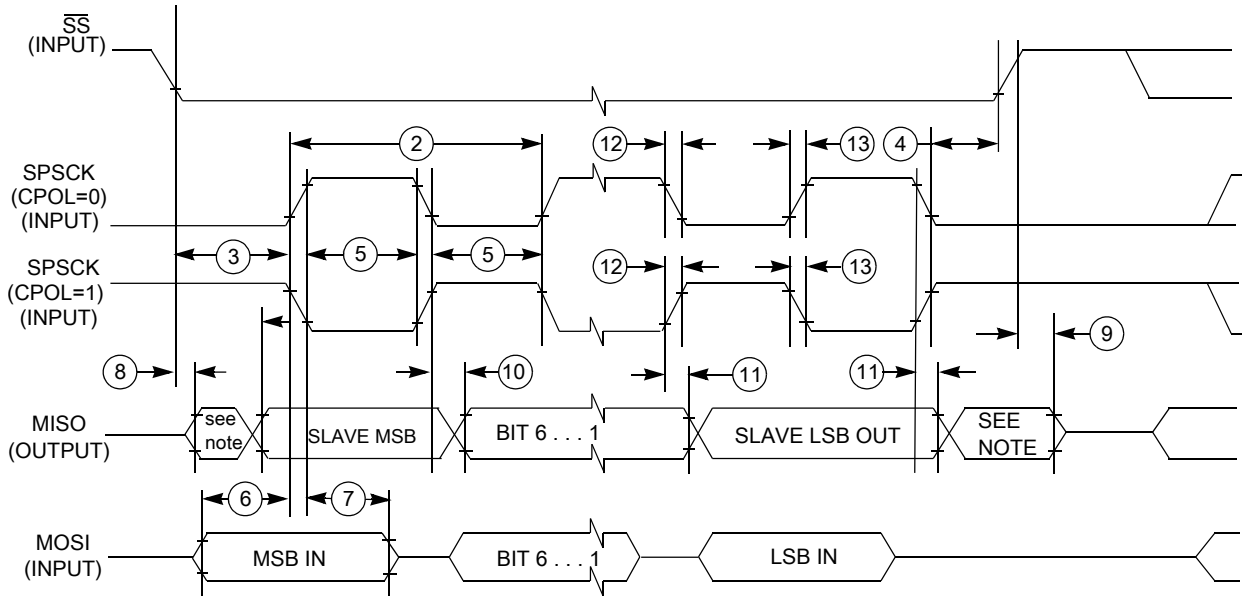 SS
(INPUT)
2
12
13
4
SPSCK
(CPOL=0)
(INPUT)
3
5
5
SPSCK
(CPOL=1)
(INPUT)
12
13
8
10
11
11
9
MISO
(OUTPUT)
see
note
SLAVE MSB
BIT 6 . . . 1
SLAVE LSB OUT
SEE
NOTE
6
7
MOSI
(INPUT)
MSB IN
BIT 6 . . . 1
LSB IN